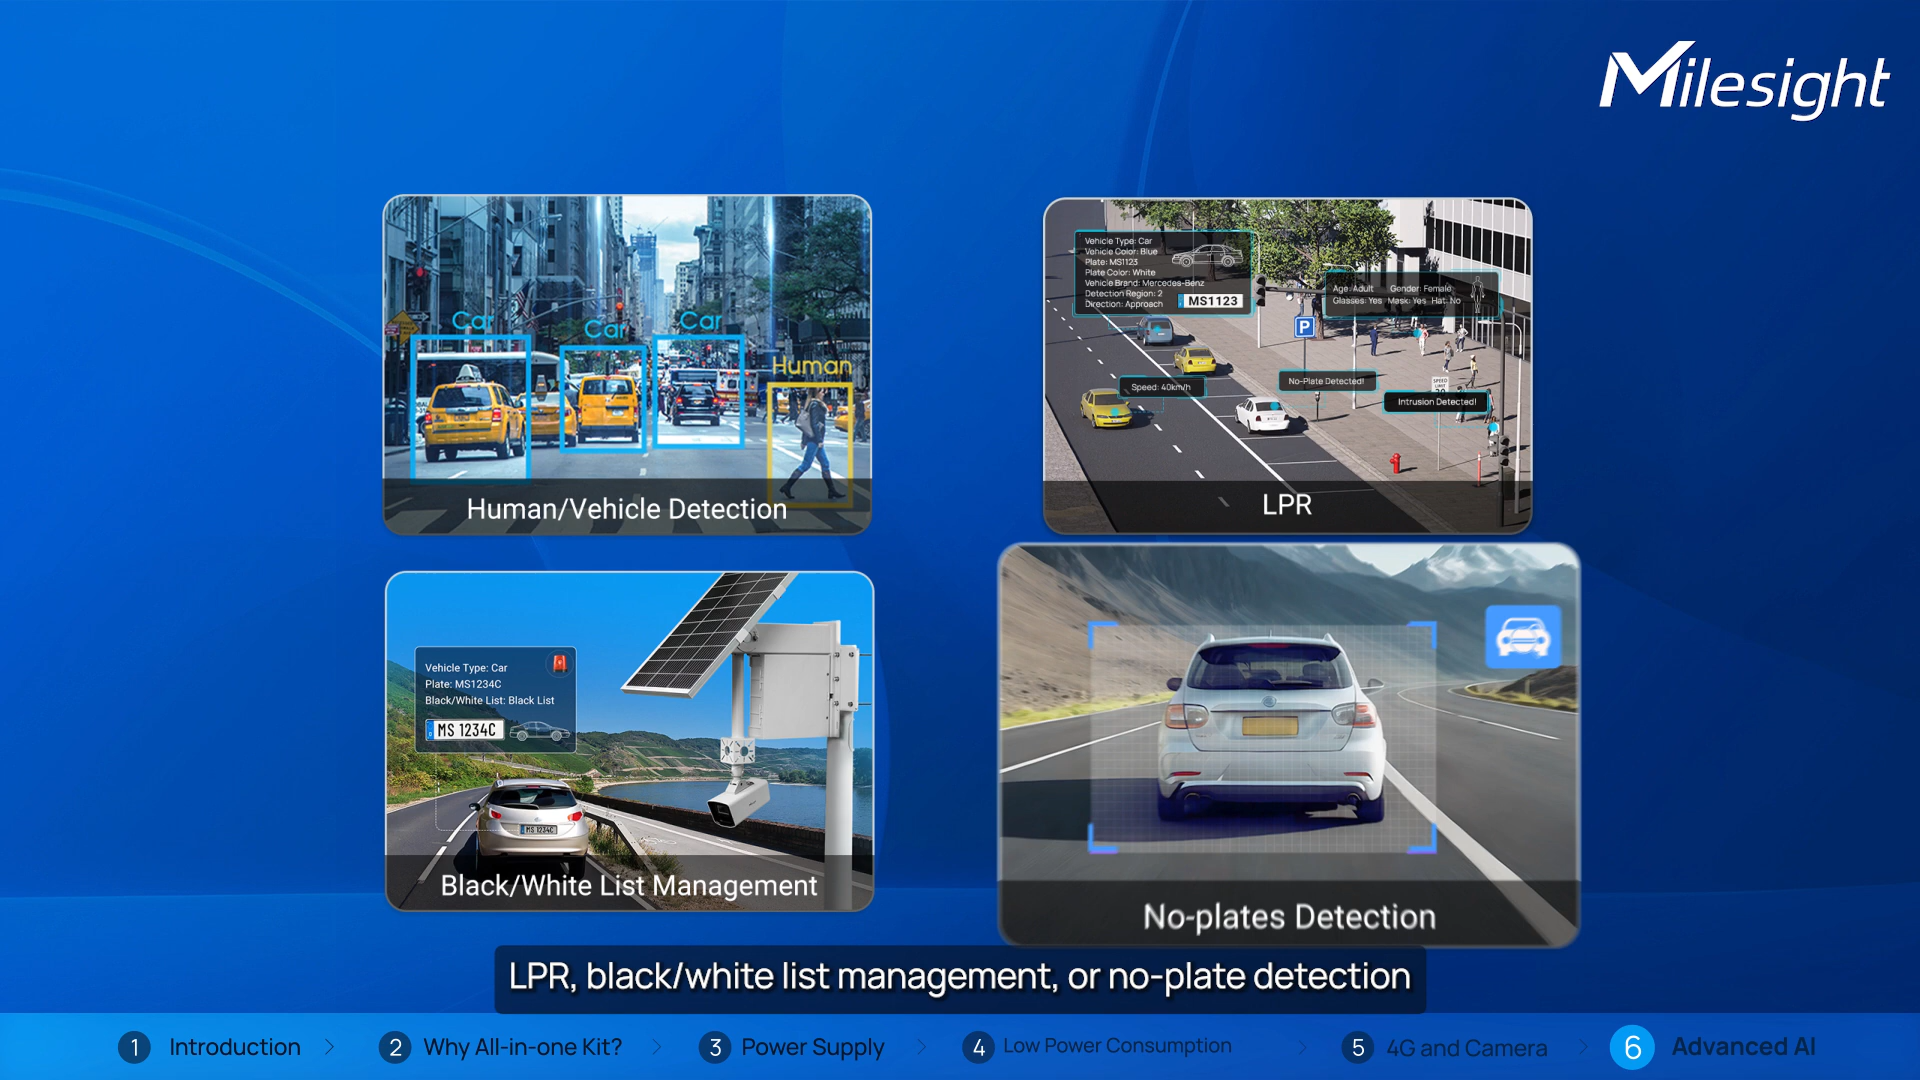 Milesight
Car
Car
Car
Human
Human/Vehicle Detection
Vehicle Type: Car
Vehicle Color: Blue
Plate: MS1123
Plate Color: White
Vehicle Brand: Mercedes-Benz
Detection Region: 2
Direction: Approach
MS1123
Age: Adult Gender: Female
Glasses: Yes Mask: Yes Hat: No
P
Speed: 40km/h
No-Plate Detected!
SPEED
LIMIT
Intrusion Detected!
LPR
Vehicle Type: Car
Plate: MS1234C
Black/White List: Black List
MS 1234C
MS 1234C
Black/White List Management
No-plates Detection
LPR, black/white list management, or no-plate detection
1 Introduction
2 Why All-in-one Kit?
3 Power Supply
4 Low Power Consumption
5 4G and Camera
6 Advanced AI